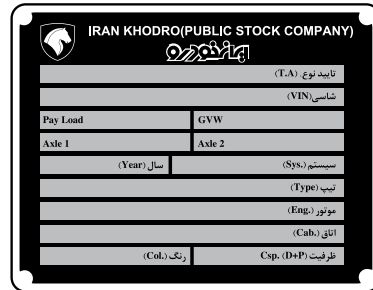 IRAN KHODRO(PUBLIC STOCK COMPANY)
ایران خودرو
تایید نوع. (T.A)
شاسی(VIN)
Pay Load GVW
Axle 1 Axle 2
سیستم (.Sys) سال (Year)
تیپ (Type)
موتور (.Eng)
اتاق (.Cab)
ظرفیت Csp. (D+P) رنگ (.Col)